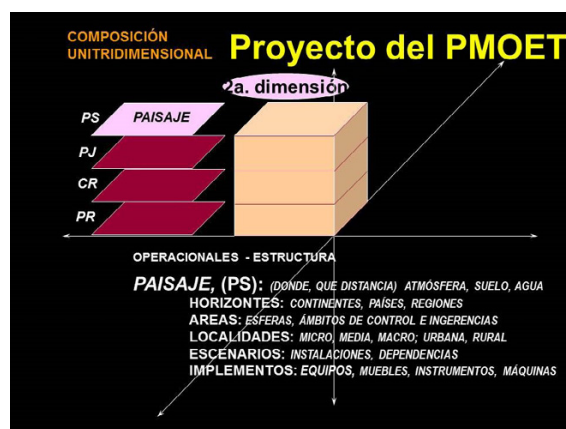 COMPOSICIÓN
UNITRIDIMENSIONAL
Proyecto del PMOET
2a. dimensión
PS PAISAJE
PJ
CR
PR
OPERACIONALES - ESTRUCTURA
PAISAJE, (PS): (DONDE, QUE DISTANCIA) ATMÓSFERA, SUELO, AGUA
HORIZONTES: CONTINENTES, PAÍSES, REGIONES
AREAS: ESFERAS, ÁMBITOS DE CONTROL E INGERENCIAS
LOCALIDADES: MICRO, MEDIA, MACRO; URBANA, RURAL
ESCENARIOS: INSTALACIONES, DEPENDENCIAS
IMPLEMENTOS: EQUIPOS, MUEBLES, INSTRUMENTOS, MÁQUINAS